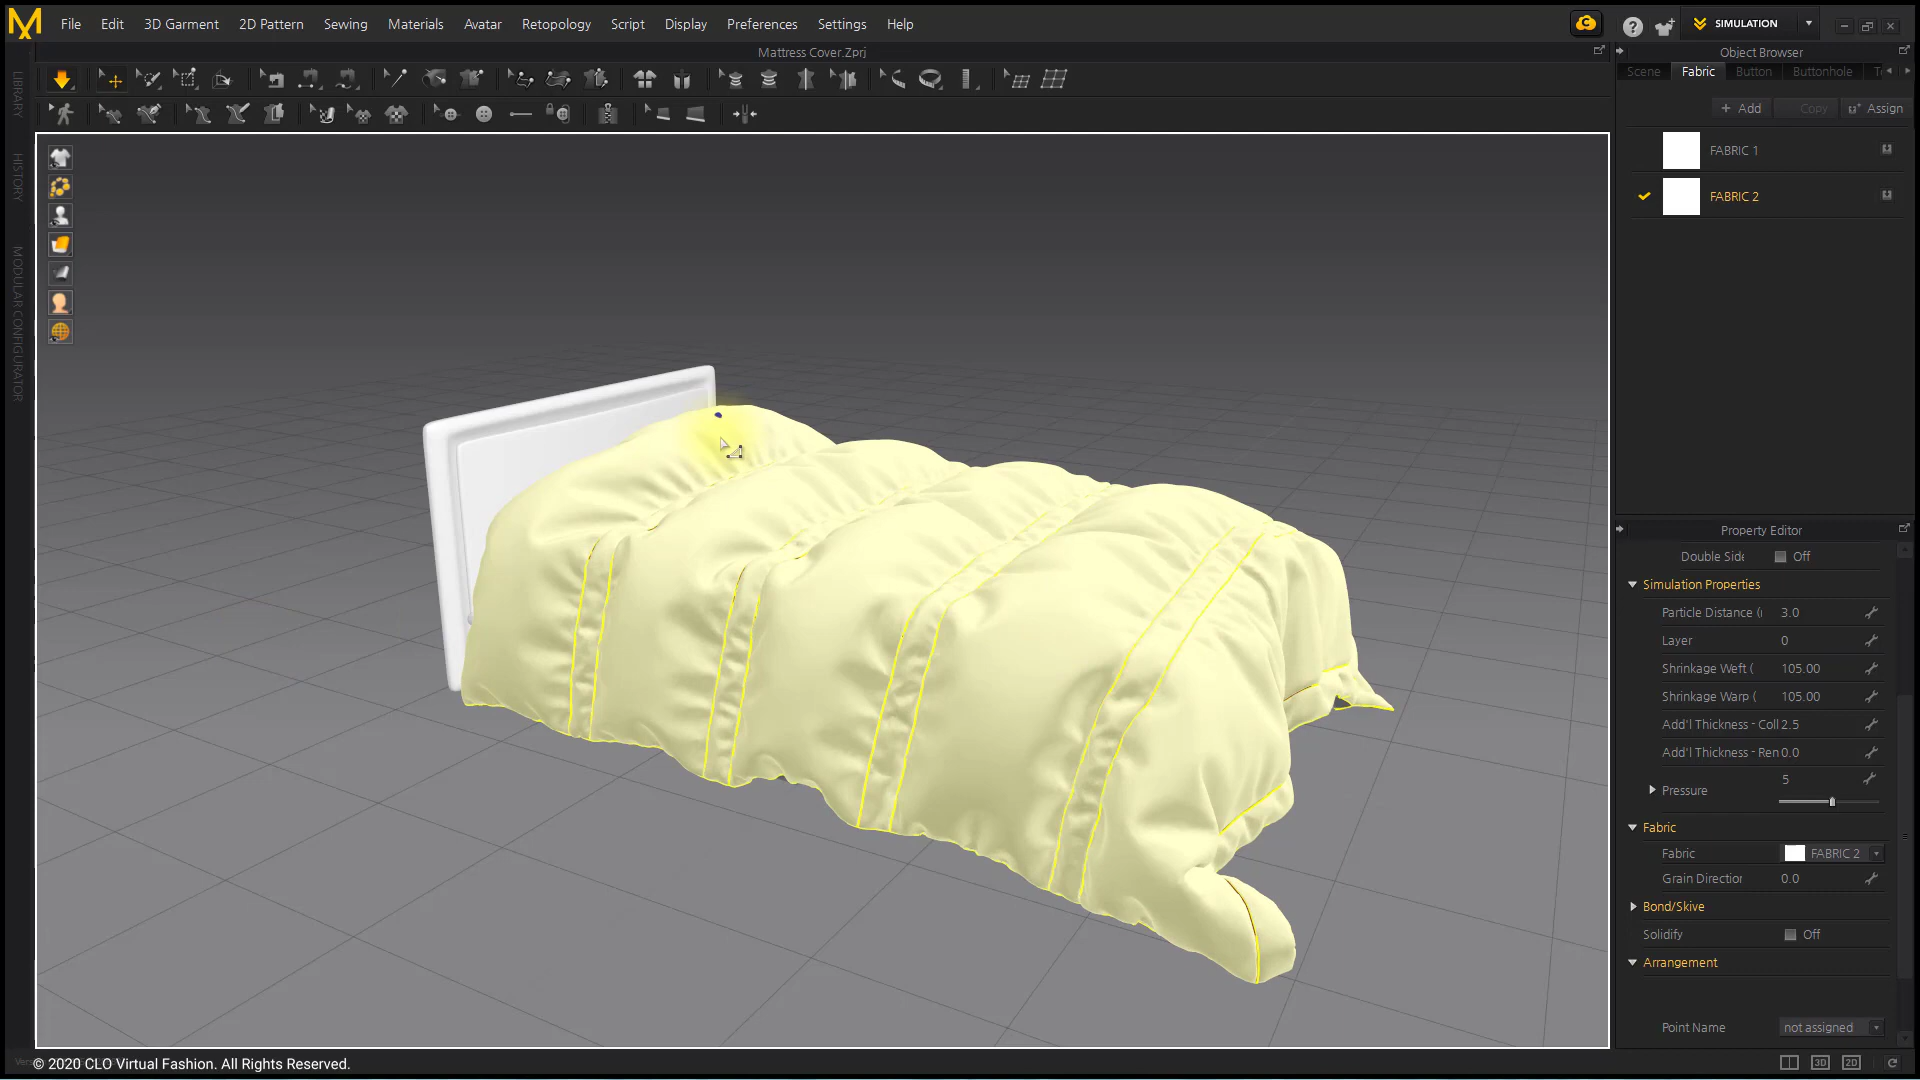 File Edit 3D Garment 2D Pattern Sewing Materials Avatar Retopology Script Display Preferences Settings Help
SIMULATION
Mattress Cover.Zprj
Object Browser
Scene Fabric Button Buttonhole
+ Add Copy Assign
FABRIC 1
FABRIC 2
LIBRARY
HISTORY
MODULAR CONFIGURATOR
Property Editor
Double Side Off
Simulation Properties
Particle Distance ( 3.0
Layer 0
Shrinkage Weft ( 105.00
Shrinkage Warp ( 105.00
Add'l Thickness - Coll 2.5
Add'l Thickness - Ren 0.0
Pressure 5
Fabric
Fabric FABRIC 2
Grain Direction 0.0
Bond/Skive
Solidify Off
Arrangement
Point Name not assigned
© 2020 CLO Virtual Fashion. All Rights Reserved.
3D 2D